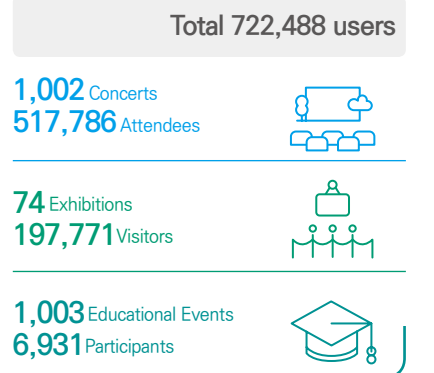 Total 722,488 users
1,002 Concerts
517,786 Attendees
74 Exhibitions
197,771 Visitors
1,003 Educational Events
6,931 Participants